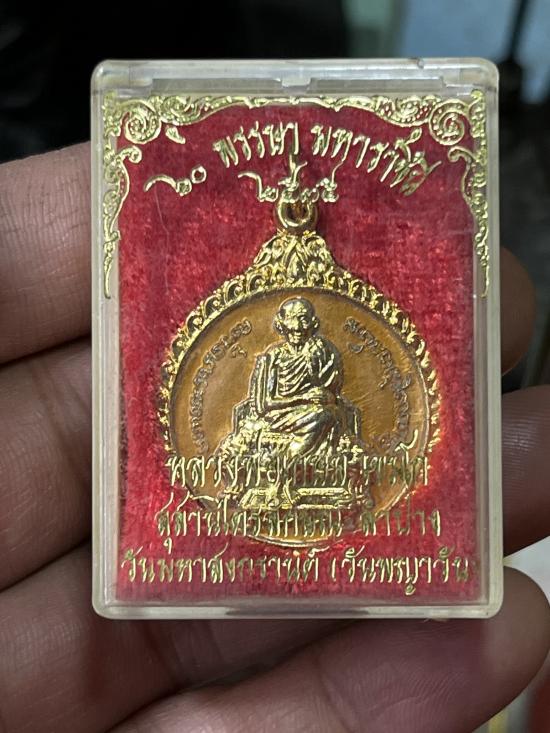 ๖๐ พรรษา มหาราชินี
๒๕๓๕
หลวงพ่อเกษม เขมโก
สุสานไตรลักษณ์ ลำปาง
วันมหาสงกรานต์ (วันพญาวัน)